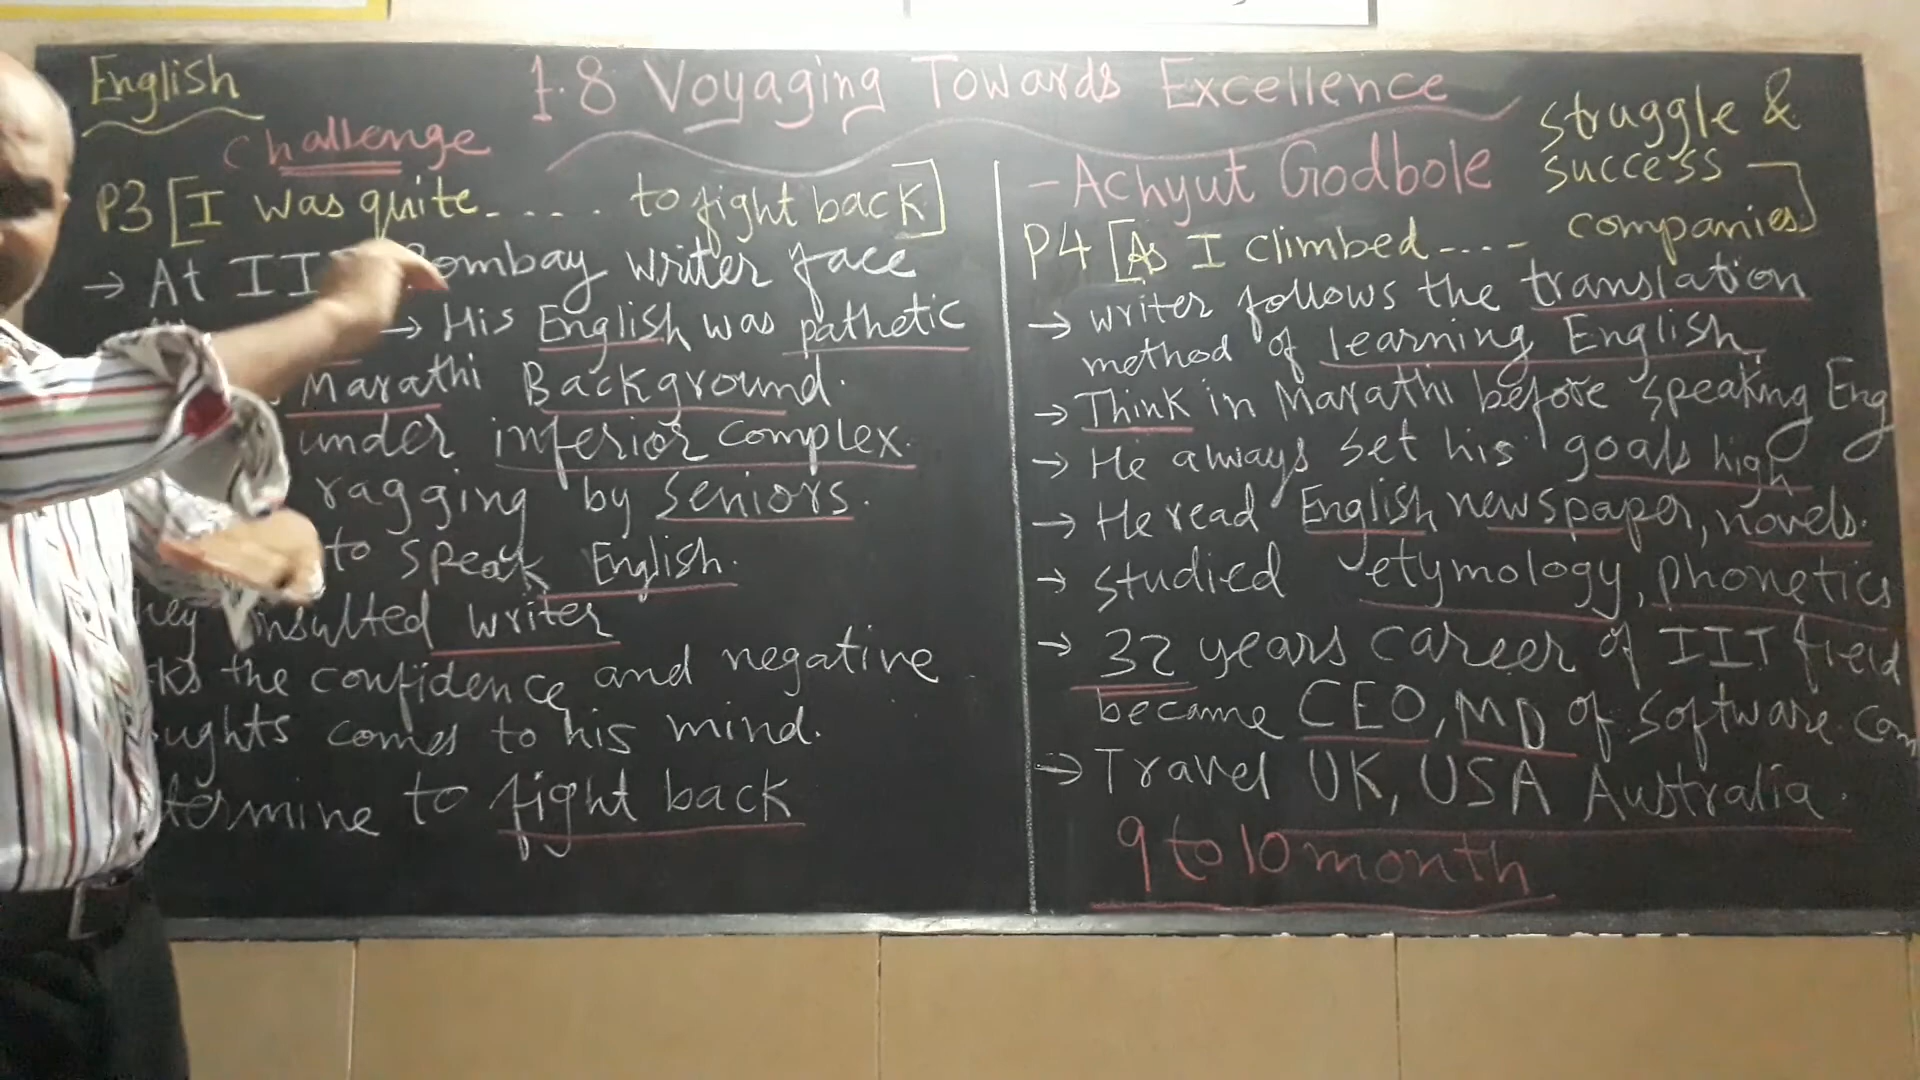 English
1.8 Voyaging Towards Excellence
- Achyut Godbole
challenge
P3 [I was quite..... to fight back]
→ At Bombay writer face
→ His English was pathetic
Marathi Background.
under inferior complex.
ragging by seniors.
to speak English.
insulted writer
the confidence and negative
comes to his mind.
to fight back
struggle &
success
P4 [As I climbed.... companies]
→ writer follows the translation
method of learning English
→ Think in Marathi before speaking Eng
→ He always set his goals high
→ He read English newspaper, novels.
→ studied etymology, phonetics
→ 32 years career of IIT field
became CEO, MD of software com
→ Travel UK, USA Australia.
9 to 10 month